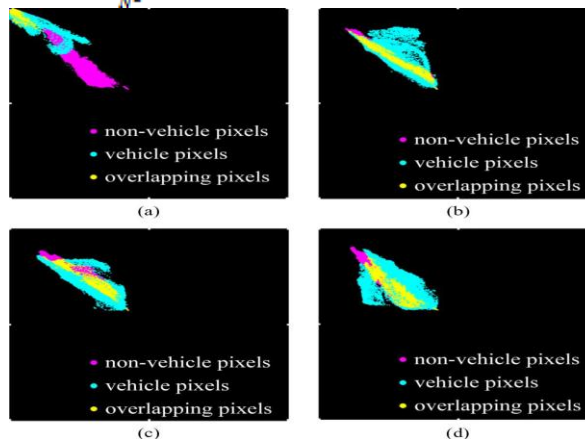 non-vehicle pixels
vehicle pixels
overlapping pixels
(a)
non-vehicle pixels
vehicle pixels
overlapping pixels
(b)
non-vehicle pixels
vehicle pixels
overlapping pixels
(c)
non-vehicle pixels
vehicle pixels
overlapping pixels
(d)